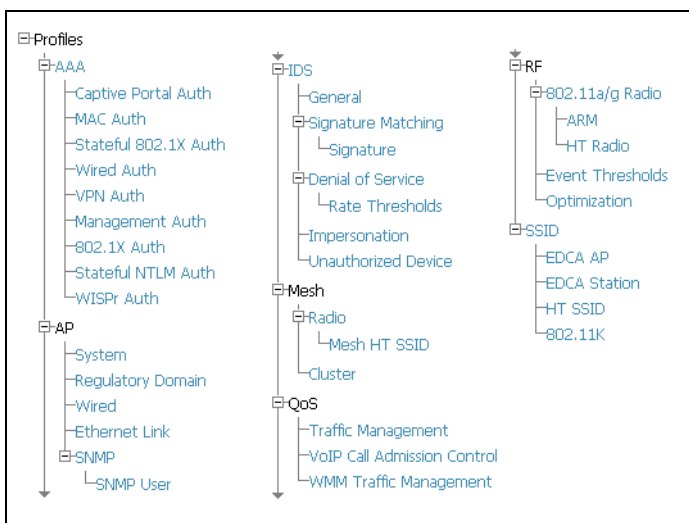 Profiles
AAA
Captive Portal Auth
MAC Auth
Stateful 802.1X Auth
Wired Auth
VPN Auth
Management Auth
802.1X Auth
Stateful NTLM Auth
WISPr Auth
AP
System
Regulatory Domain
Wired
Ethernet Link
SNMP
SNMP User
IDS
General
Signature Matching
Signature
Denial of Service
Rate Thresholds
Impersonation
Unauthorized Device
Mesh
Radio
Mesh HT SSID
Cluster
QoS
Traffic Management
VoIP Call Admission Control
WMM Traffic Management
RF
802.11a/g Radio
ARM
HT Radio
Event Thresholds
Optimization
SSID
EDCA AP
EDCA Station
HT SSID
802.11K